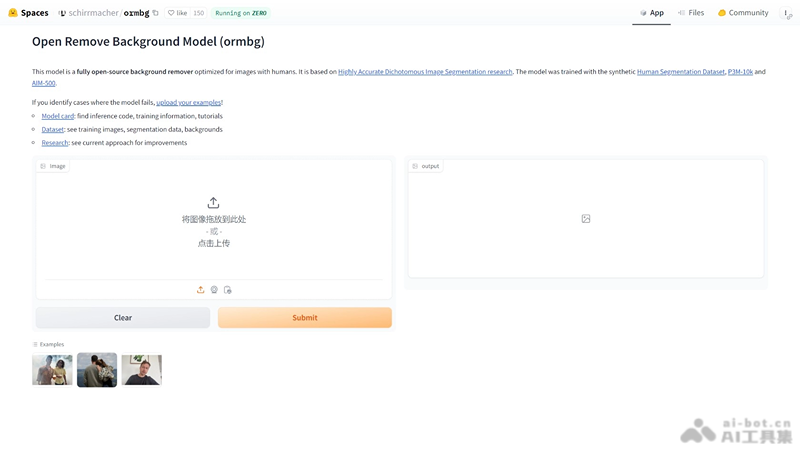 Spaces schirmacher/ormbg like 150 Running on ZERO App Files Community
Open Remove Background Model (ormbg)
This model is a fully open-source background remover optimized for images with humans. It is based on Highly Accurate Dichotomous Image Segmentation research. The model was trained with the synthetic Human Segmentation Dataset, P3M-10k and
AIM-500.
If you identify cases where the model fails, upload your examples!
Model card: find inference code, training information, tutorials
Dataset: see training images, segmentation data, backgrounds
Research: see current approach for improvements
image
output
将图像拖放到此处
- 或 -
点击上传
Clear
Submit
Examples
ai-bot.cn
AI工具集